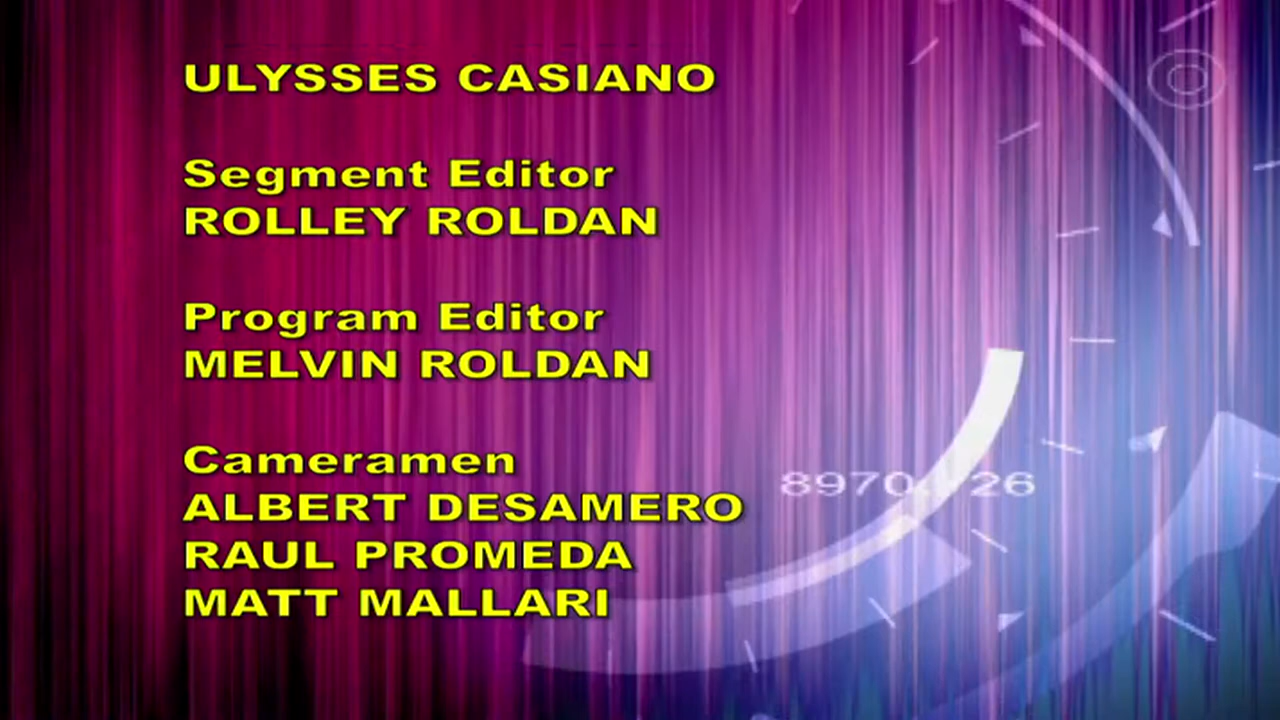 ULYSSES CASIANO
Segment Editor
ROLLEY ROLDAN
Program Editor
MELVIN ROLDAN
Cameramen
ALBERT DESAMERO
RAUL PROMEDA
MATT MALLARI